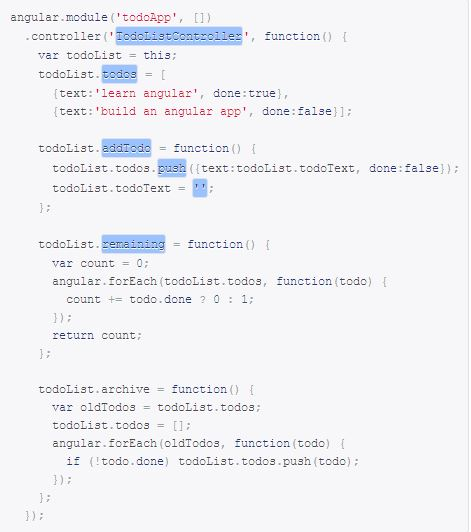 angular.module('todoApp', [])
  .controller('TodoListController', function() {
    var todoList = this;
    todoList.todos = [
      {text:'learn angular', done:true},
      {text:'build an angular app', done:false}];

    todoList.addTodo = function() {
      todoList.todos.push({text:todoList.todoText, done:false});
      todoList.todoText = '';
    };

    todoList.remaining = function() {
      var count = 0;
      angular.forEach(todoList.todos, function(todo) {
        count += todo.done ? 0 : 1;
      });
      return count;
    };

    todoList.archive = function() {
      var oldTodos = todoList.todos;
      todoList.todos = [];
      angular.forEach(oldTodos, function(todo) {
        if (!todo.done) todoList.todos.push(todo);
      });
    };
  });